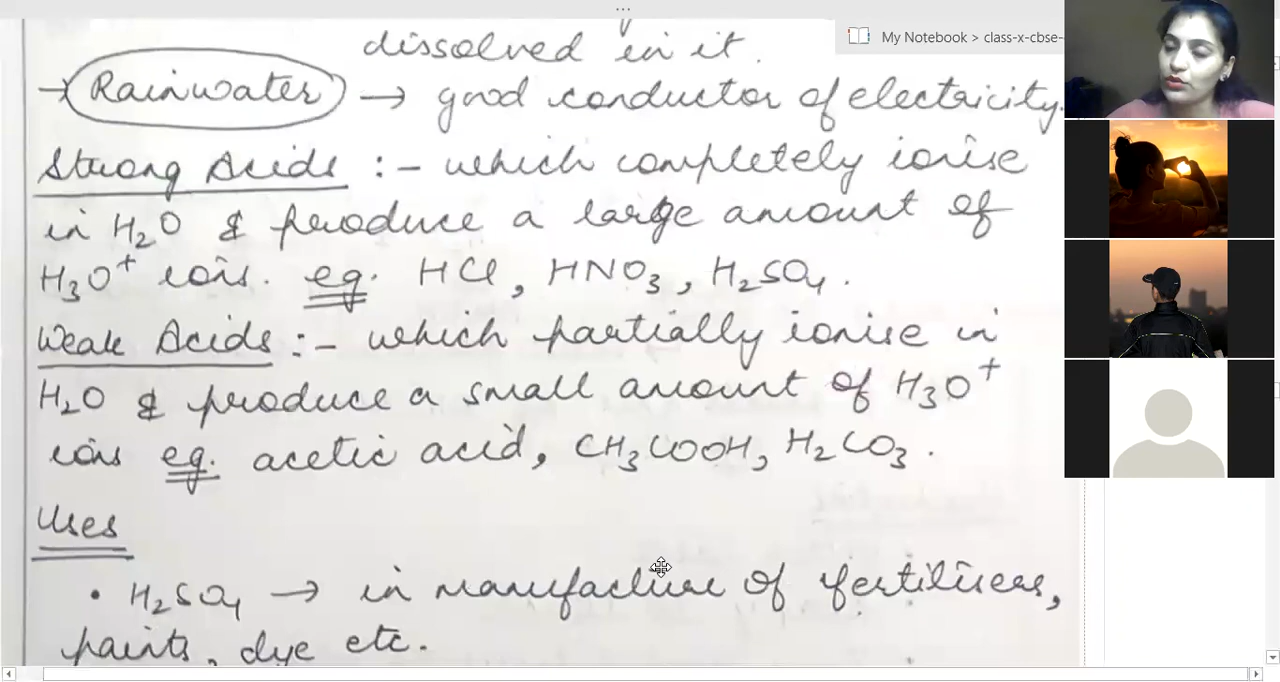 ...
My Notebook > class-x-cbse-
dissolved in it.
→ Rainwater → good conductor of electricity.
Strong Acids :- which completely ionise
in H₂O & produce a large amount of
H₃O⁺ ions. eg. HCl, HNO₃, H₂SO₄.
Weak Acids :- which partially ionise in
H₂O & produce a small amount of H₃O⁺
ions eg. acetic acid, CH₃COOH, H₂CO₃.
Uses
• H₂SO₄ → in manufacture of fertilisers,
paints, dye etc.